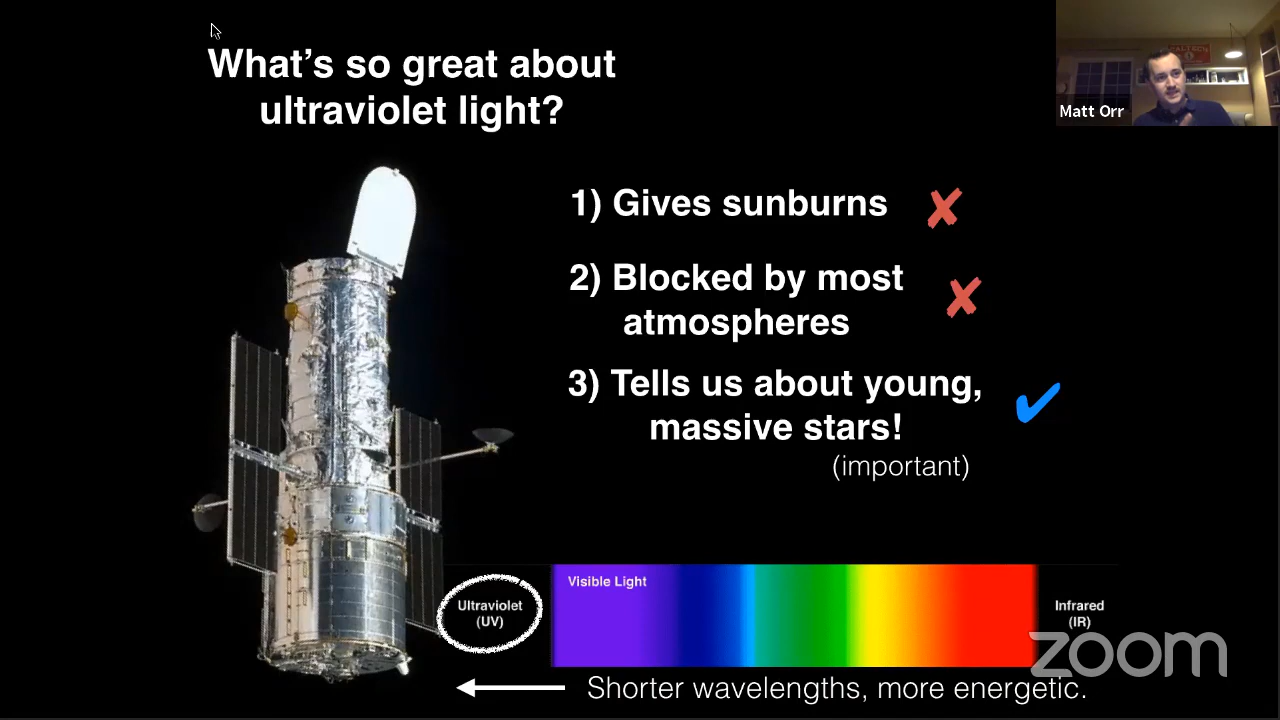 What's so great about
ultraviolet light?
Matt Orr
1) Gives sunburns ✘
2) Blocked by most
atmospheres ✘
3) Tells us about young,
massive stars! ✔
(important)
Visible Light
Ultraviolet
(UV)
Infrared
(IR)
zoom
Shorter wavelengths, more energetic.